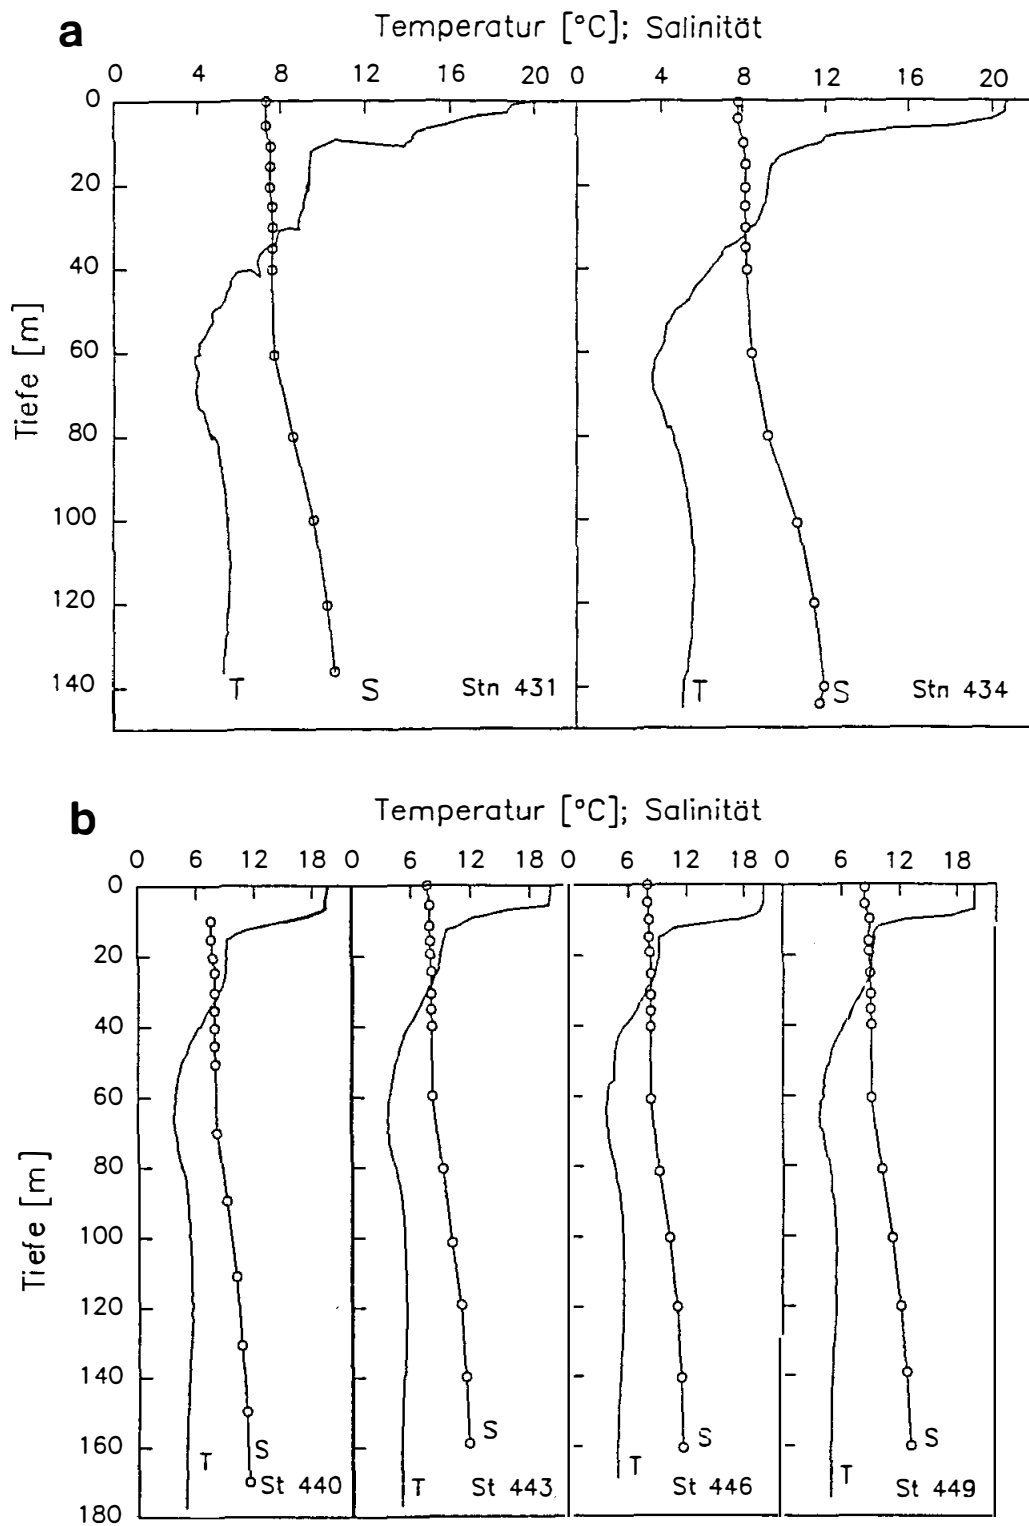 a
Temperatur [°C]; Salinität
0 4 8 12 16 20 0 4 8 12 16 20
0
20
40
60
80
100
120
140
Tiefe [m]
T S Stn 431
T S Stn 434
b
Temperatur [°C]; Salinität
0 6 12 18 0 6 12 18 0 6 12 18 0 6 12 18
0
20
40
60
80
100
120
140
160
180
Tiefe [m]
T S St 440
T S St 443
T S St 446
T S St 449